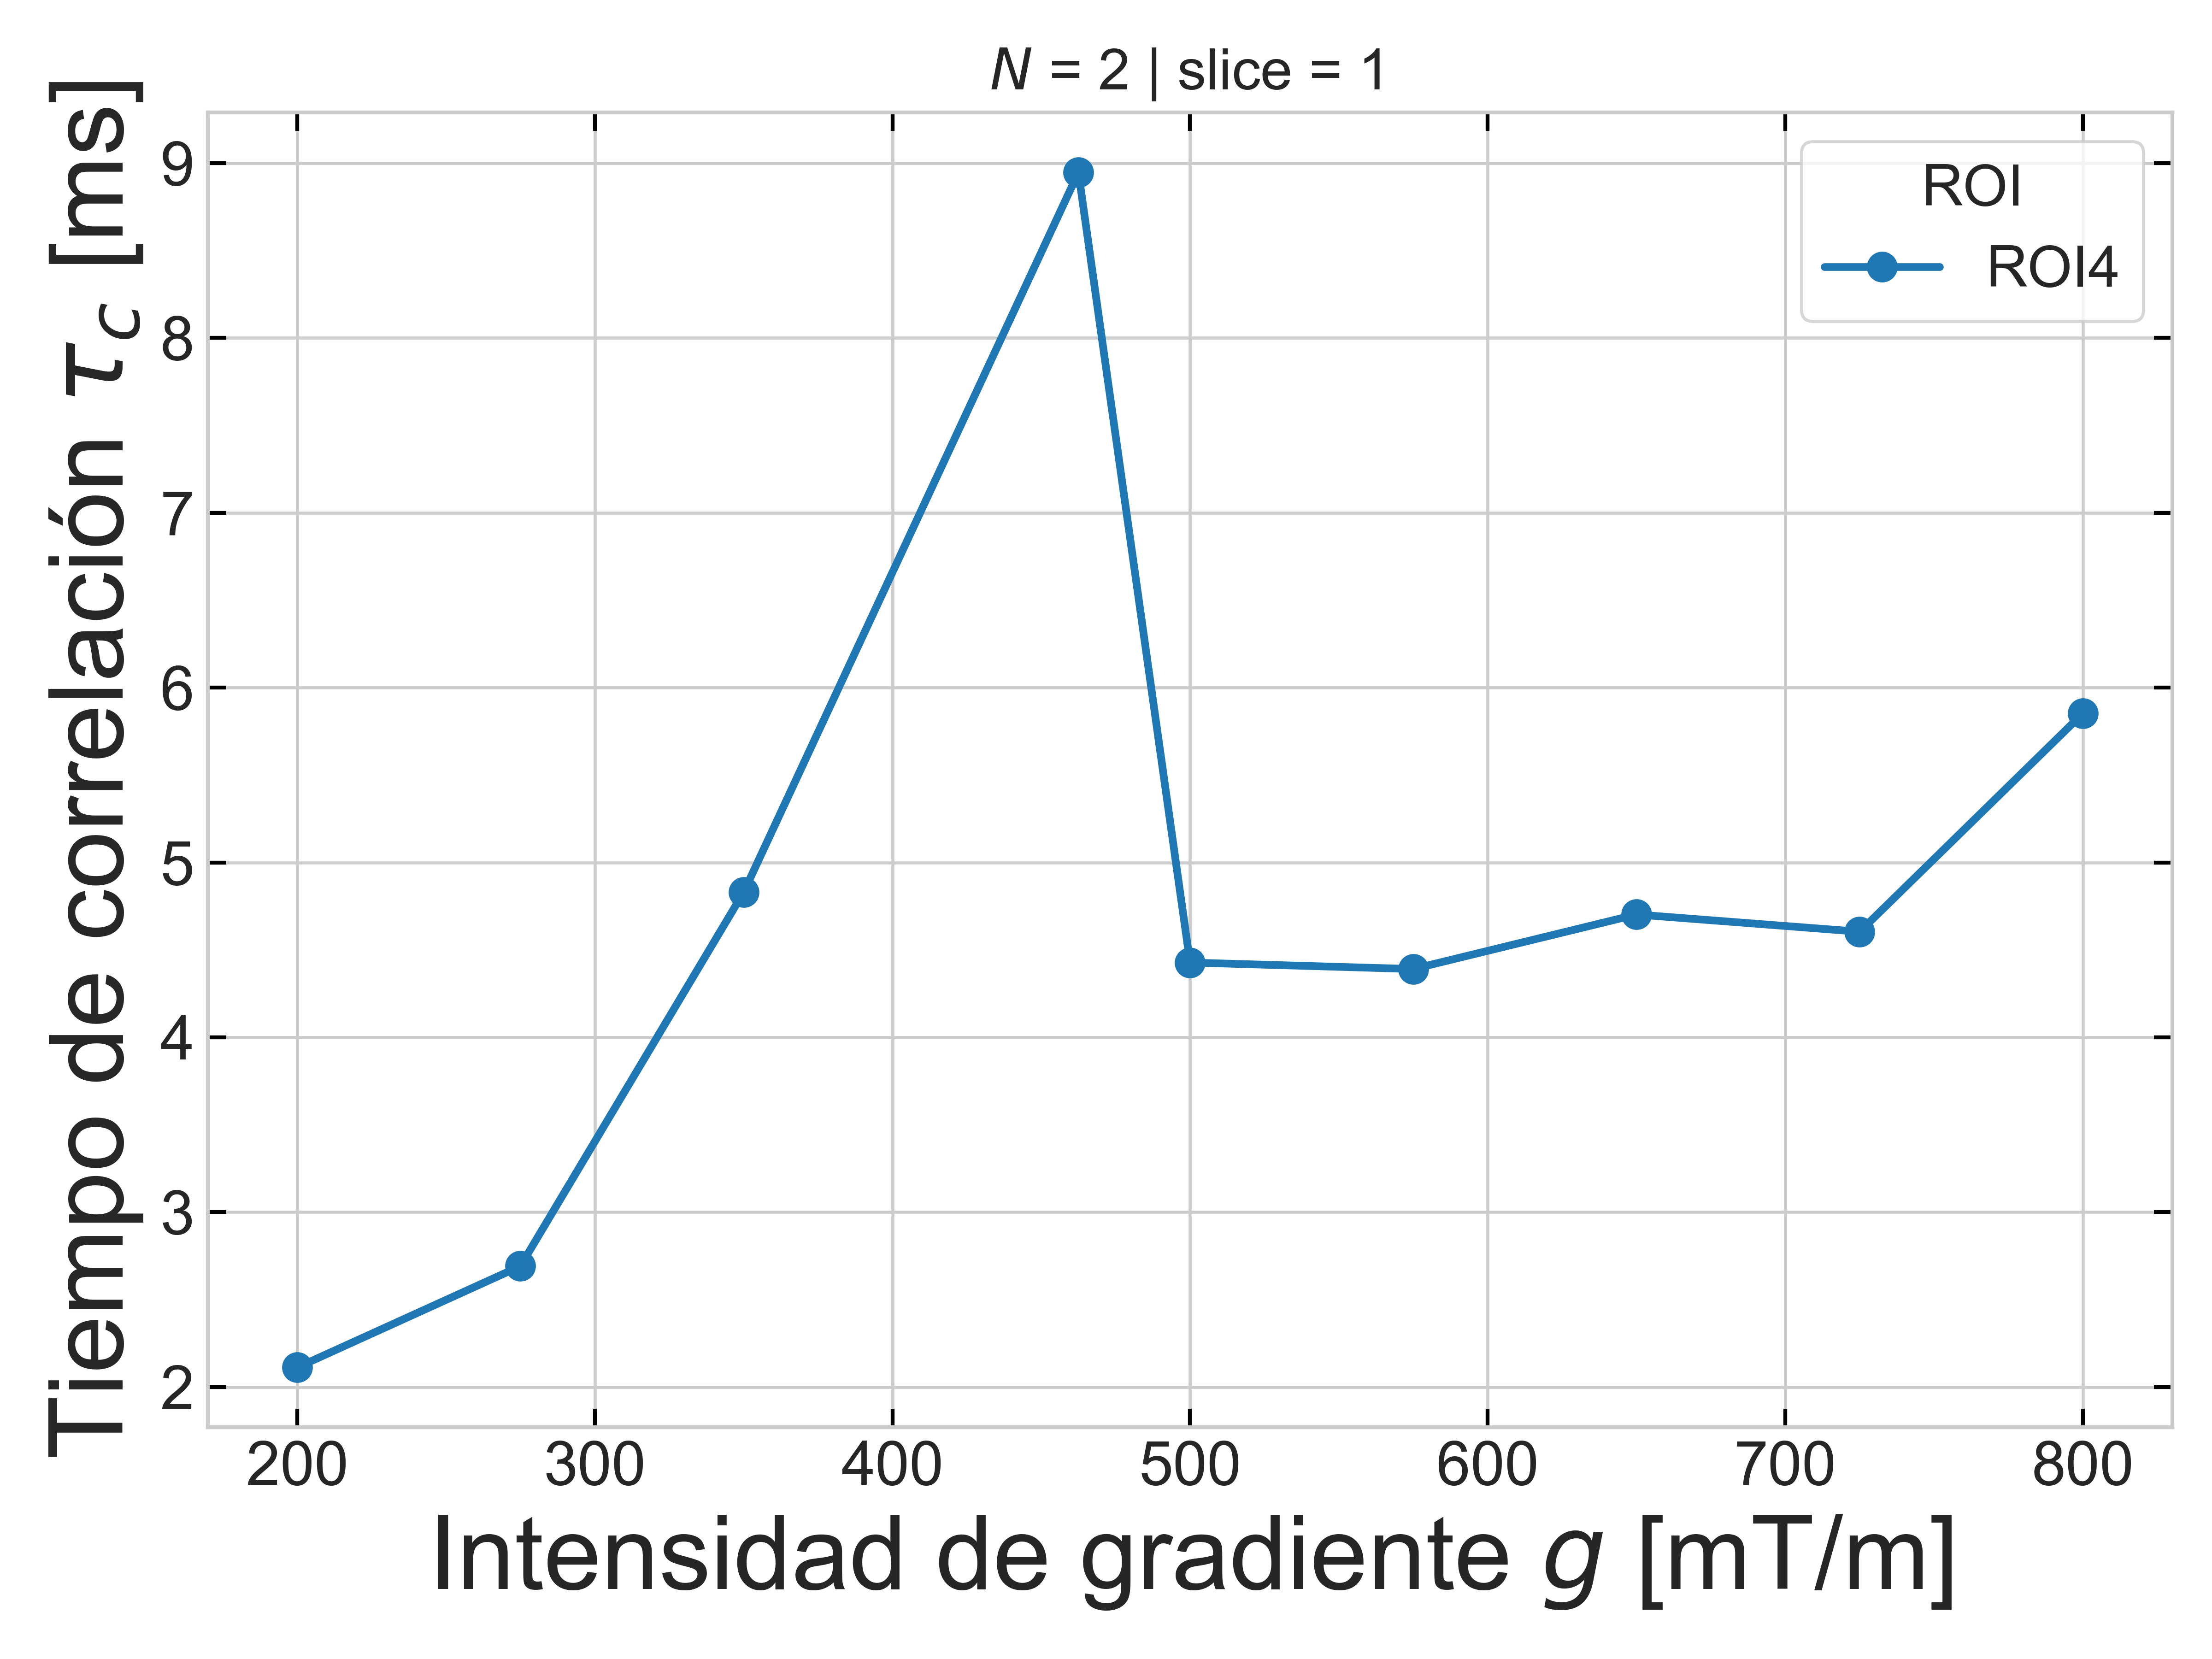 N = 2 | slice = 1
Tiempo de correlación τc [ms]
9
8
7
6
5
4
3
2
ROI
ROI4
200 300 400 500 600 700 800
Intensidad de gradiente g [mT/m]